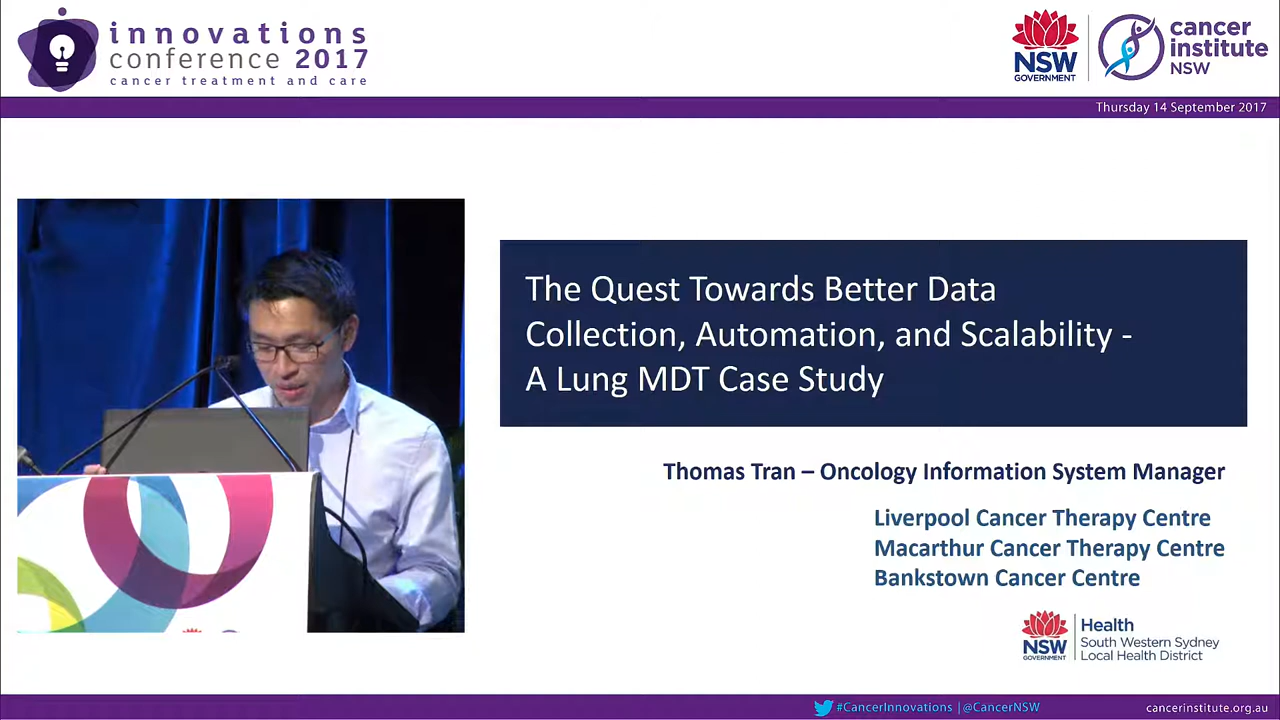 innovations
conference 2017
cancer treatment and care
NSW
GOVERNMENT
cancer
institute
NSW
Thursday 14 September 2017
The Quest Towards Better Data
Collection, Automation, and Scalability -
A Lung MDT Case Study
Thomas Tran – Oncology Information System Manager
Liverpool Cancer Therapy Centre
Macarthur Cancer Therapy Centre
Bankstown Cancer Centre
NSW
GOVERNMENT
Health
South Western Sydney
Local Health District
#CancerInnovations | @CancerNSW
cancerinstitute.org.au